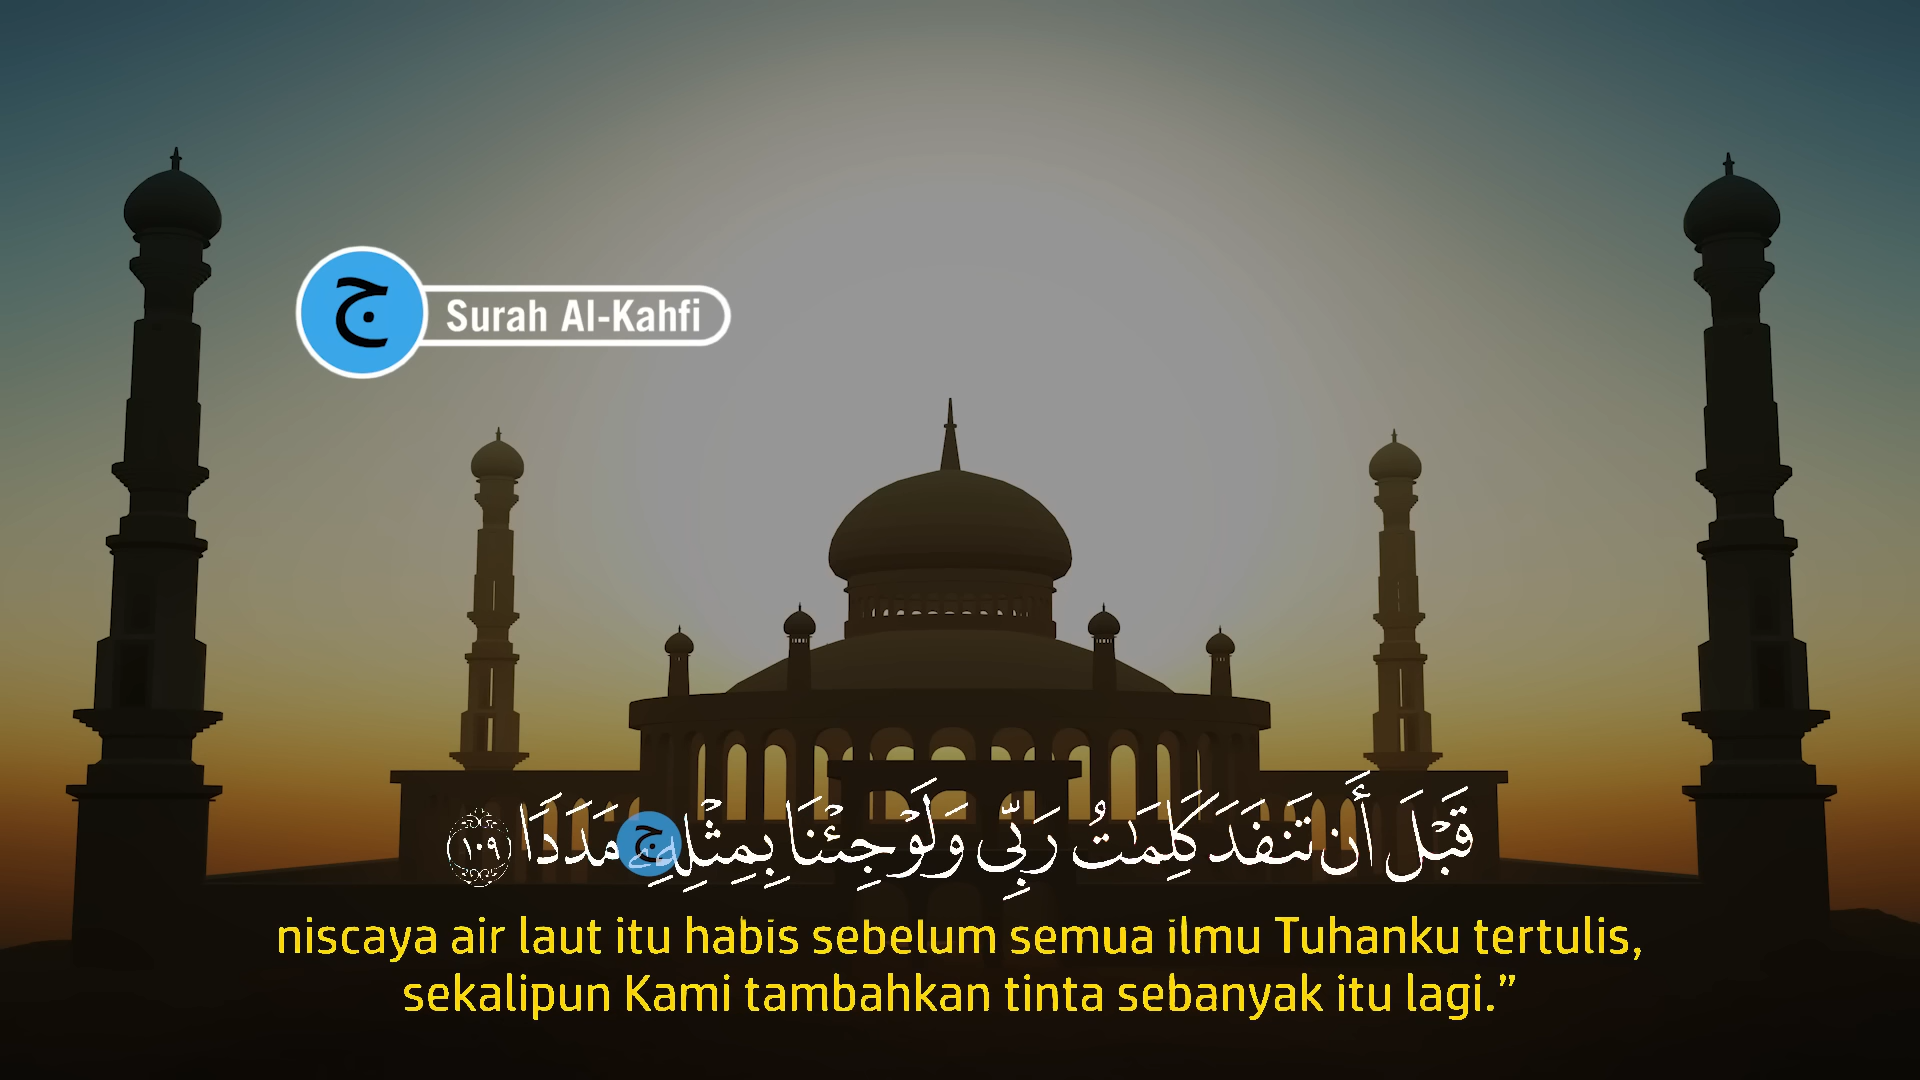 ج
Surah Al-Kahfi
قَبْلَ أَن تَنفَدَ كَلِمَٰتُ رَبِّى وَلَوْ جِئْنَا بِمِثْلِهِۦ ج مَدَدًا ١٠٩
niscaya air laut itu habis sebelum semua ilmu Tuhanku tertulis,
sekalipun Kami tambahkan tinta sebanyak itu lagi.”